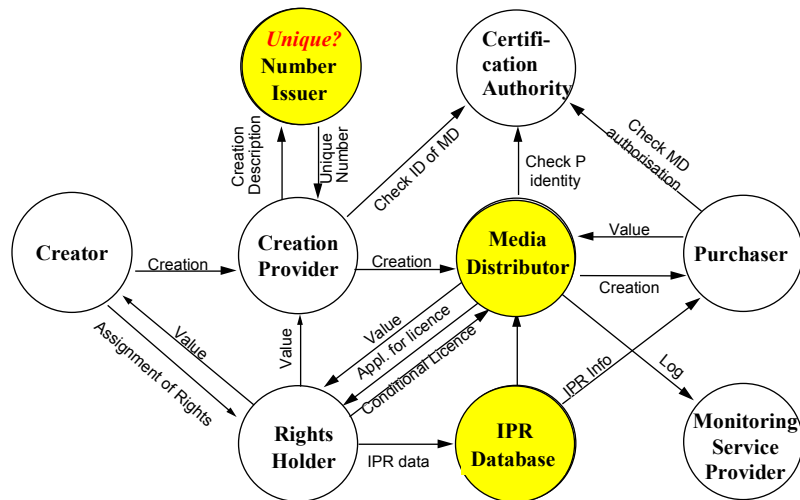 Unique?
Number
Issuer
Certifi-
cation
Authority
Creation
Description
Unique
Number
Check ID of MD
Check P
identity
Check MD
authorisation
Creator
Creation
Creation
Provider
Creation
Media
Distributor
Value
Creation
Purchaser
Value
Assignment of Rights
Value
Value
Appl. for licence
Conditional Licence
IPR Info
Log
Rights
Holder
IPR data
IPR
Database
Monitoring
Service
Provider